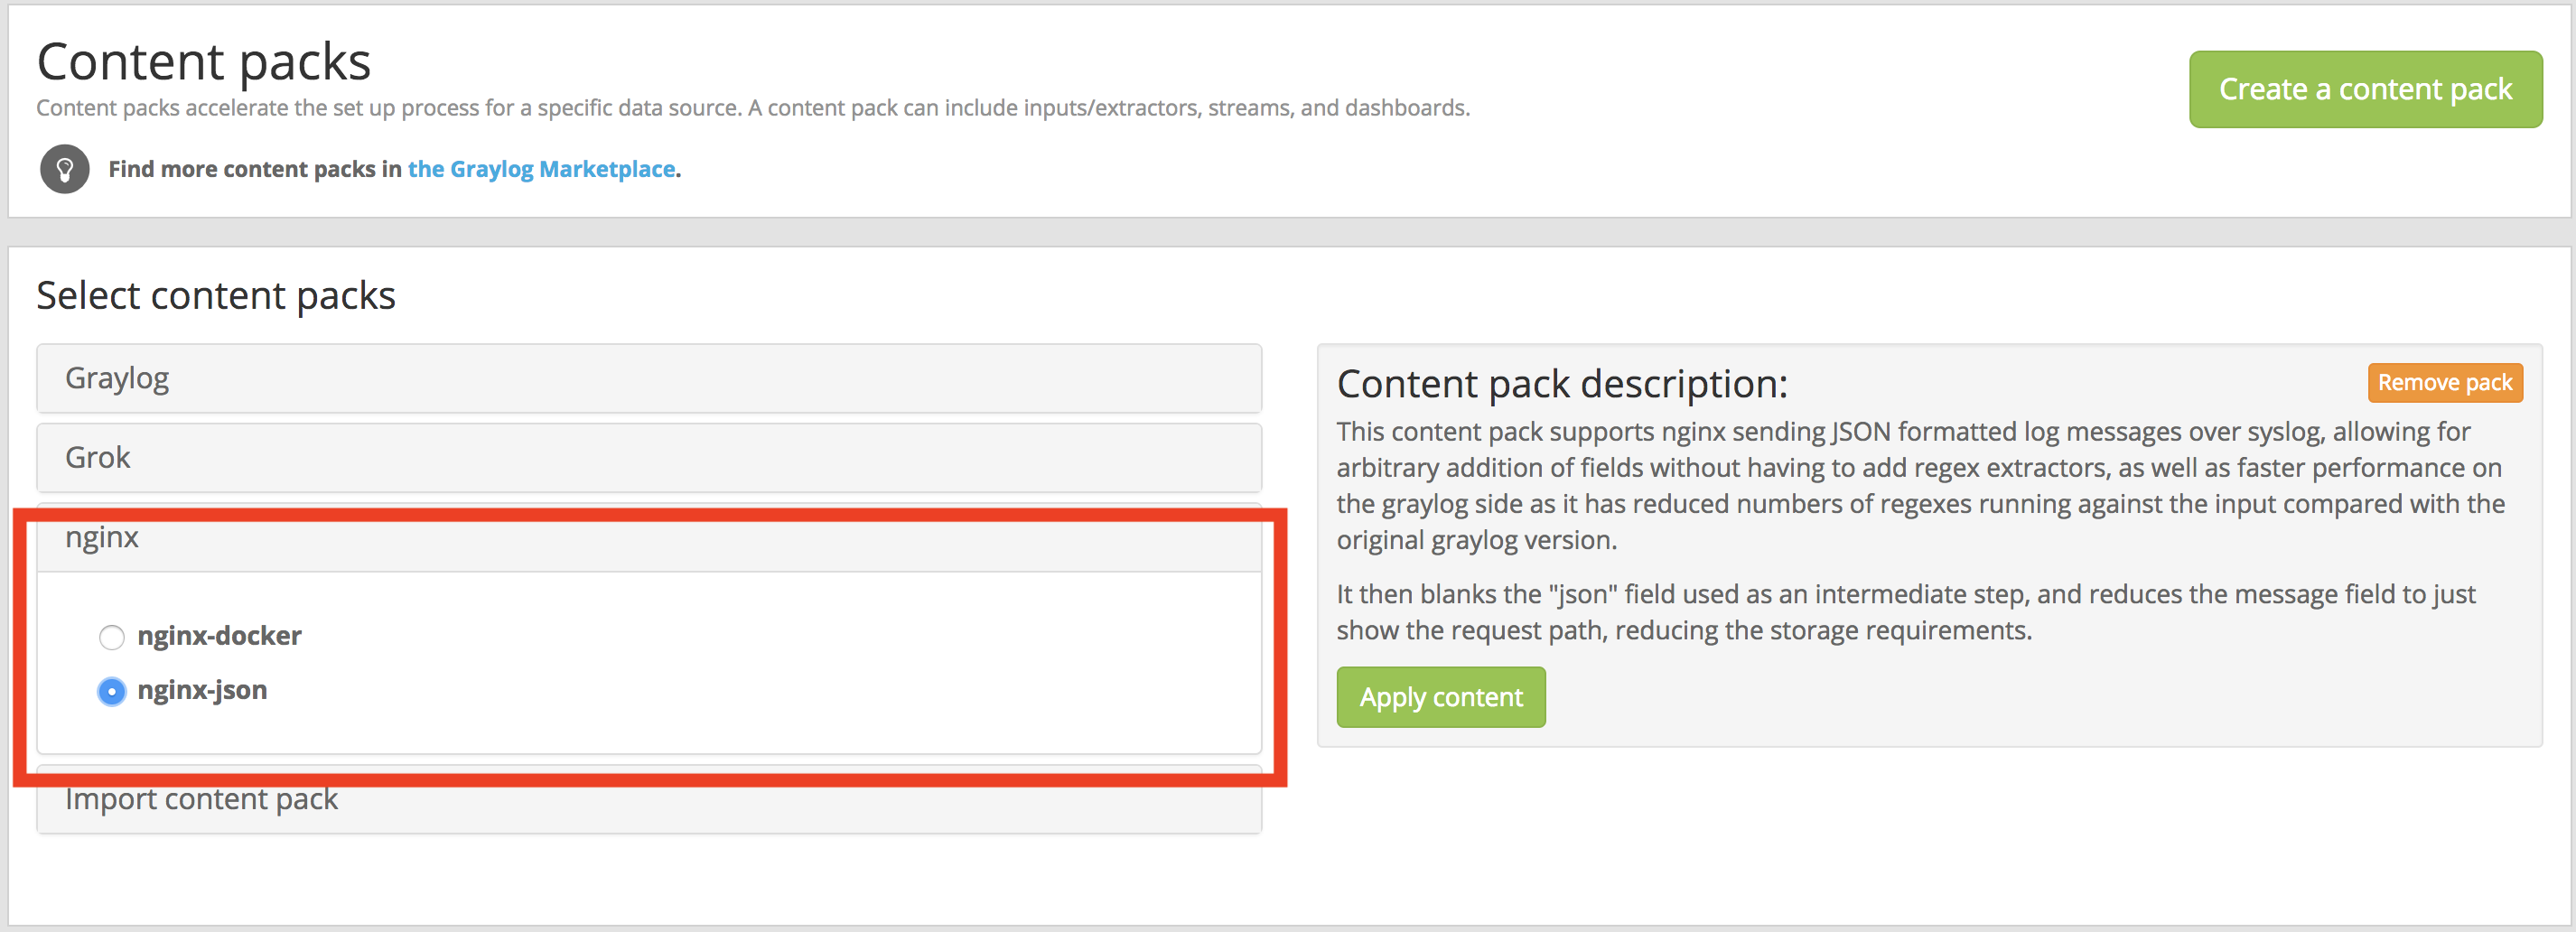 Content packs
Create a content pack
Content packs accelerate the set up process for a specific data source. A content pack can include inputs/extractors, streams, and dashboards.
Find more content packs in the Graylog Marketplace.
Select content packs
Graylog
Grok
nginx
nginx-docker
nginx-json
Import content pack
Content pack description:
Remove pack
This content pack supports nginx sending JSON formatted log messages over syslog, allowing for
arbitrary addition of fields without having to add regex extractors, as well as faster performance on
the graylog side as it has reduced numbers of regexes running against the input compared with the
original graylog version.
It then blanks the "json" field used as an intermediate step, and reduces the message field to just
show the request path, reducing the storage requirements.
Apply content